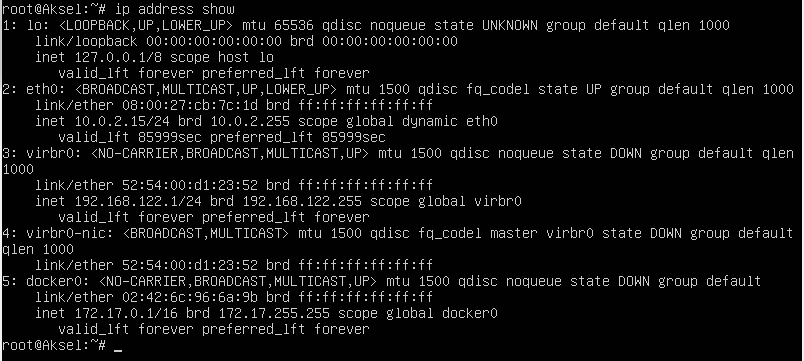 root@Aksel:~# ip address show
1: lo: <LOOPBACK,UP,LOWER_UP> mtu 65536 qdisc noqueue state UNKNOWN group default qlen 1000
    link/loopback 00:00:00:00:00:00 brd 00:00:00:00:00:00
    inet 127.0.0.1/8 scope host lo
       valid_lft forever preferred_lft forever
2: eth0: <BROADCAST,MULTICAST,UP,LOWER_UP> mtu 1500 qdisc fq_codel state UP group default qlen 1000
    link/ether 08:00:27:cb:7c:1d brd ff:ff:ff:ff:ff:ff
    inet 10.0.2.15/24 brd 10.0.2.255 scope global dynamic eth0
       valid_lft 85999sec preferred_lft 85999sec
3: virbr0: <NO-CARRIER,BROADCAST,MULTICAST,UP> mtu 1500 qdisc noqueue state DOWN group default qlen
1000
    link/ether 52:54:00:d1:23:52 brd ff:ff:ff:ff:ff:ff
    inet 192.168.122.1/24 brd 192.168.122.255 scope global virbr0
       valid_lft forever preferred_lft forever
4: virbr0-nic: <BROADCAST,MULTICAST> mtu 1500 qdisc fq_codel master virbr0 state DOWN group default
qlen 1000
    link/ether 52:54:00:d1:23:52 brd ff:ff:ff:ff:ff:ff
5: docker0: <NO-CARRIER,BROADCAST,MULTICAST,UP> mtu 1500 qdisc noqueue state DOWN group default
    link/ether 02:42:6c:96:6a:9b brd ff:ff:ff:ff:ff:ff
    inet 172.17.0.1/16 brd 172.17.255.255 scope global docker0
       valid_lft forever preferred_lft forever
root@Aksel:~# _